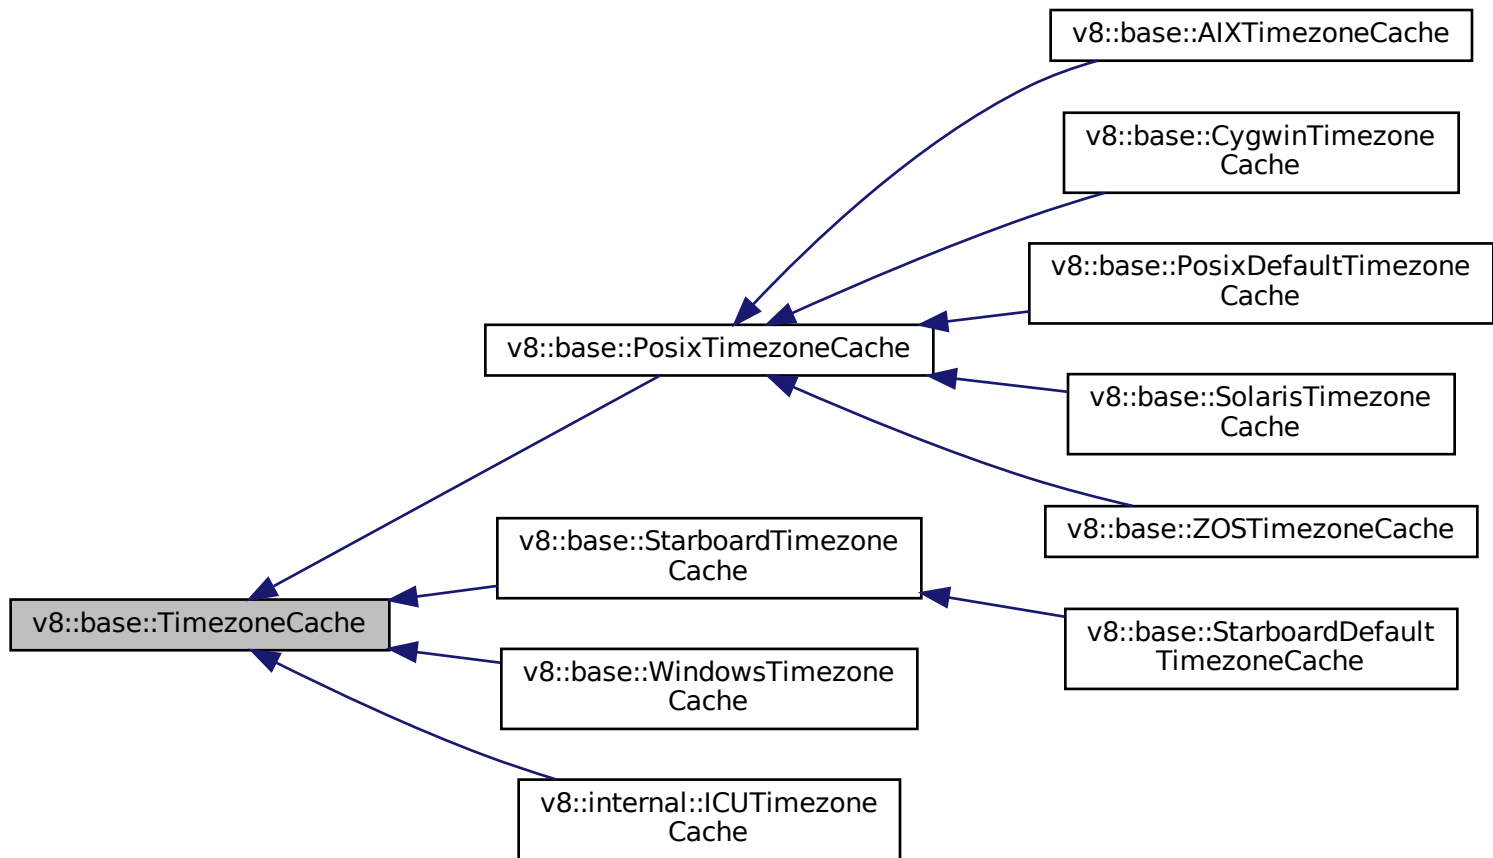 v8::base::AIXTimezoneCache
v8::base::CygwinTimezone
Cache
v8::base::PosixDefaultTimezone
Cache
v8::base::PosixTimezoneCache
v8::base::SolarisTimezone
Cache
v8::base::ZOSTimezoneCache
v8::base::StarboardTimezone
Cache
v8::base::TimezoneCache
v8::base::StarboardDefault
TimezoneCache
v8::base::WindowsTimezone
Cache
v8::internal::ICUTimezone
Cache